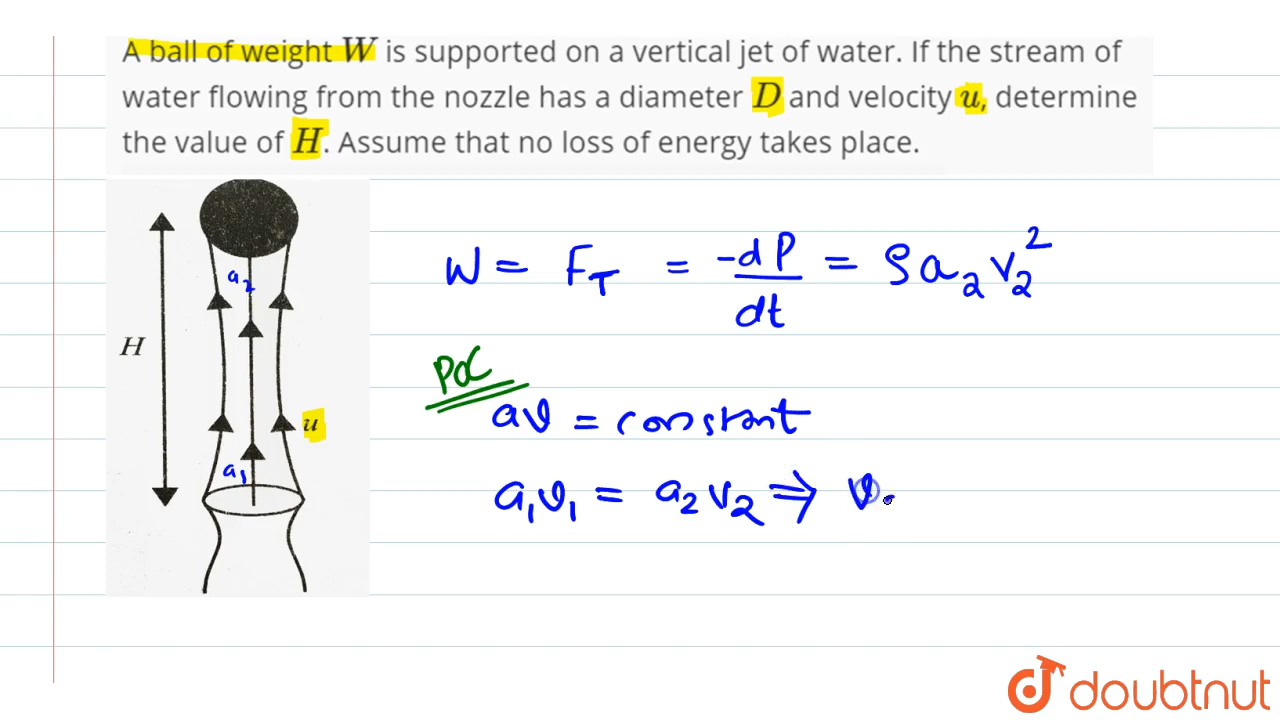 A ball of weight W is supported on a vertical jet of water. If the stream of
water flowing from the nozzle has a diameter D and velocity u, determine
the value of H. Assume that no loss of energy takes place.
a₂
H
u
a₁
W = F_T = -dP/dt = ρa₂v₂²
POC
av = constant
a₁v₁ = a₂v₂ ⇒ v
doubtnut